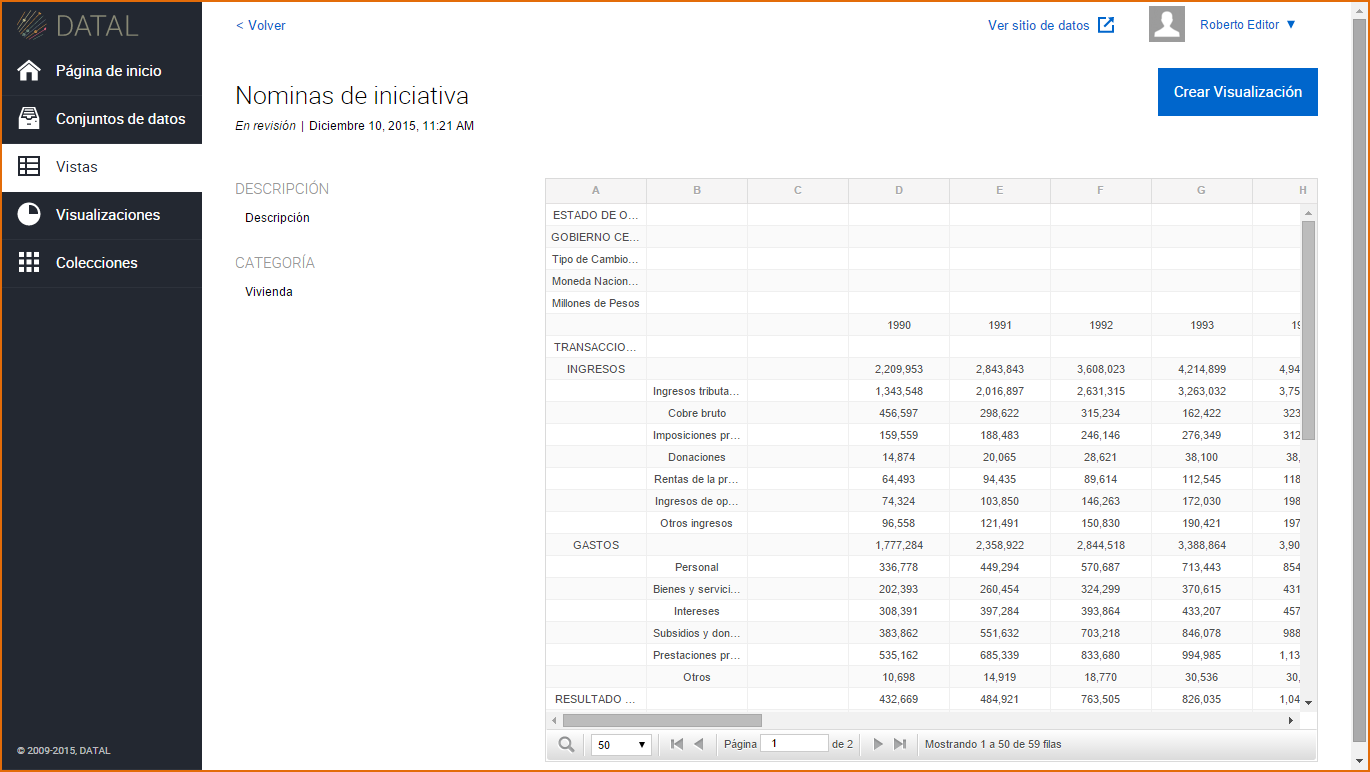 DATAL
Página de inicio
Conjuntos de datos
Vistas
Visualizaciones
Colecciones
© 2009-2015, DATAL
< Volver
Ver sitio de datos
Roberto Editor ▼
Nominas de iniciativa
En revisión | Diciembre 10, 2015, 11:21 AM
Crear Visualización
DESCRIPCIÓN
Descripción
CATEGORÍA
Vivienda
A B C D E F G H
ESTADO DE O...
GOBIERNO CE...
Tipo de Cambio...
Moneda Nacion...
Millones de Pesos
1990 1991 1992 1993 19
TRANSACCIO...
INGRESOS 2,209,953 2,843,843 3,608,023 4,214,899 4,94
Ingresos tributa... 1,343,548 2,016,897 2,631,315 3,263,032 3,75
Cobre bruto 456,597 298,622 315,234 162,422 323
Imposiciones pr... 159,559 188,483 246,146 276,349 312
Donaciones 14,874 20,065 28,621 38,100 38,
Rentas de la pr... 64,493 94,435 89,614 112,545 118
Ingresos de op... 74,324 103,850 146,263 172,030 198
Otros ingresos 96,558 121,491 150,830 190,421 197
GASTOS 1,777,284 2,358,922 2,844,518 3,388,864 3,90
Personal 336,778 449,294 570,687 713,443 854
Bienes y servici... 202,393 260,454 324,299 370,615 431
Intereses 308,391 397,284 393,864 433,207 457
Subsidios y don... 383,862 551,632 703,218 846,078 988
Prestaciones pr... 535,162 685,339 833,680 994,985 1,13
Otros 10,698 14,919 18,770 30,536 30,
RESULTADO ... 432,669 484,921 763,505 826,035 1,04
50 Página 1 de 2 Mostrando 1 a 50 de 59 filas